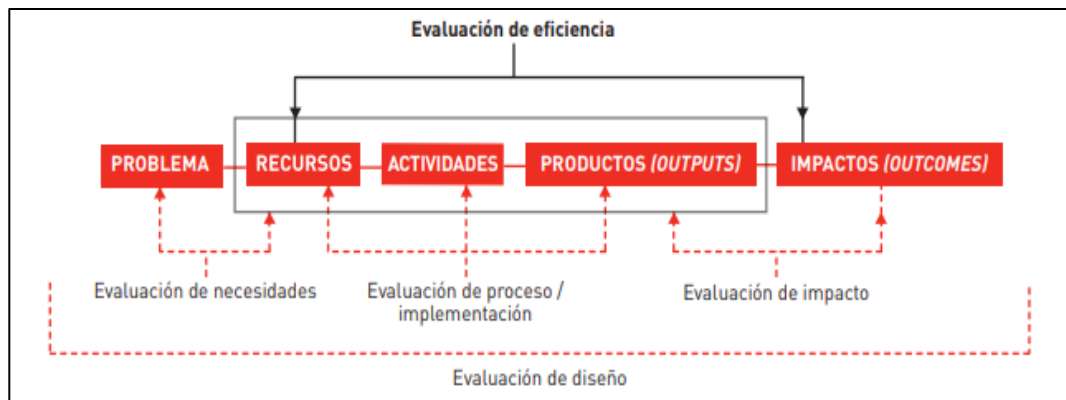 Evaluación de eficiencia
PROBLEMA
RECURSOS
ACTIVIDADES
PRODUCTOS (OUTPUTS)
IMPACTOS (OUTCOMES)
Evaluación de necesidades
Evaluación de proceso /
implementación
Evaluación de impacto
Evaluación de diseño